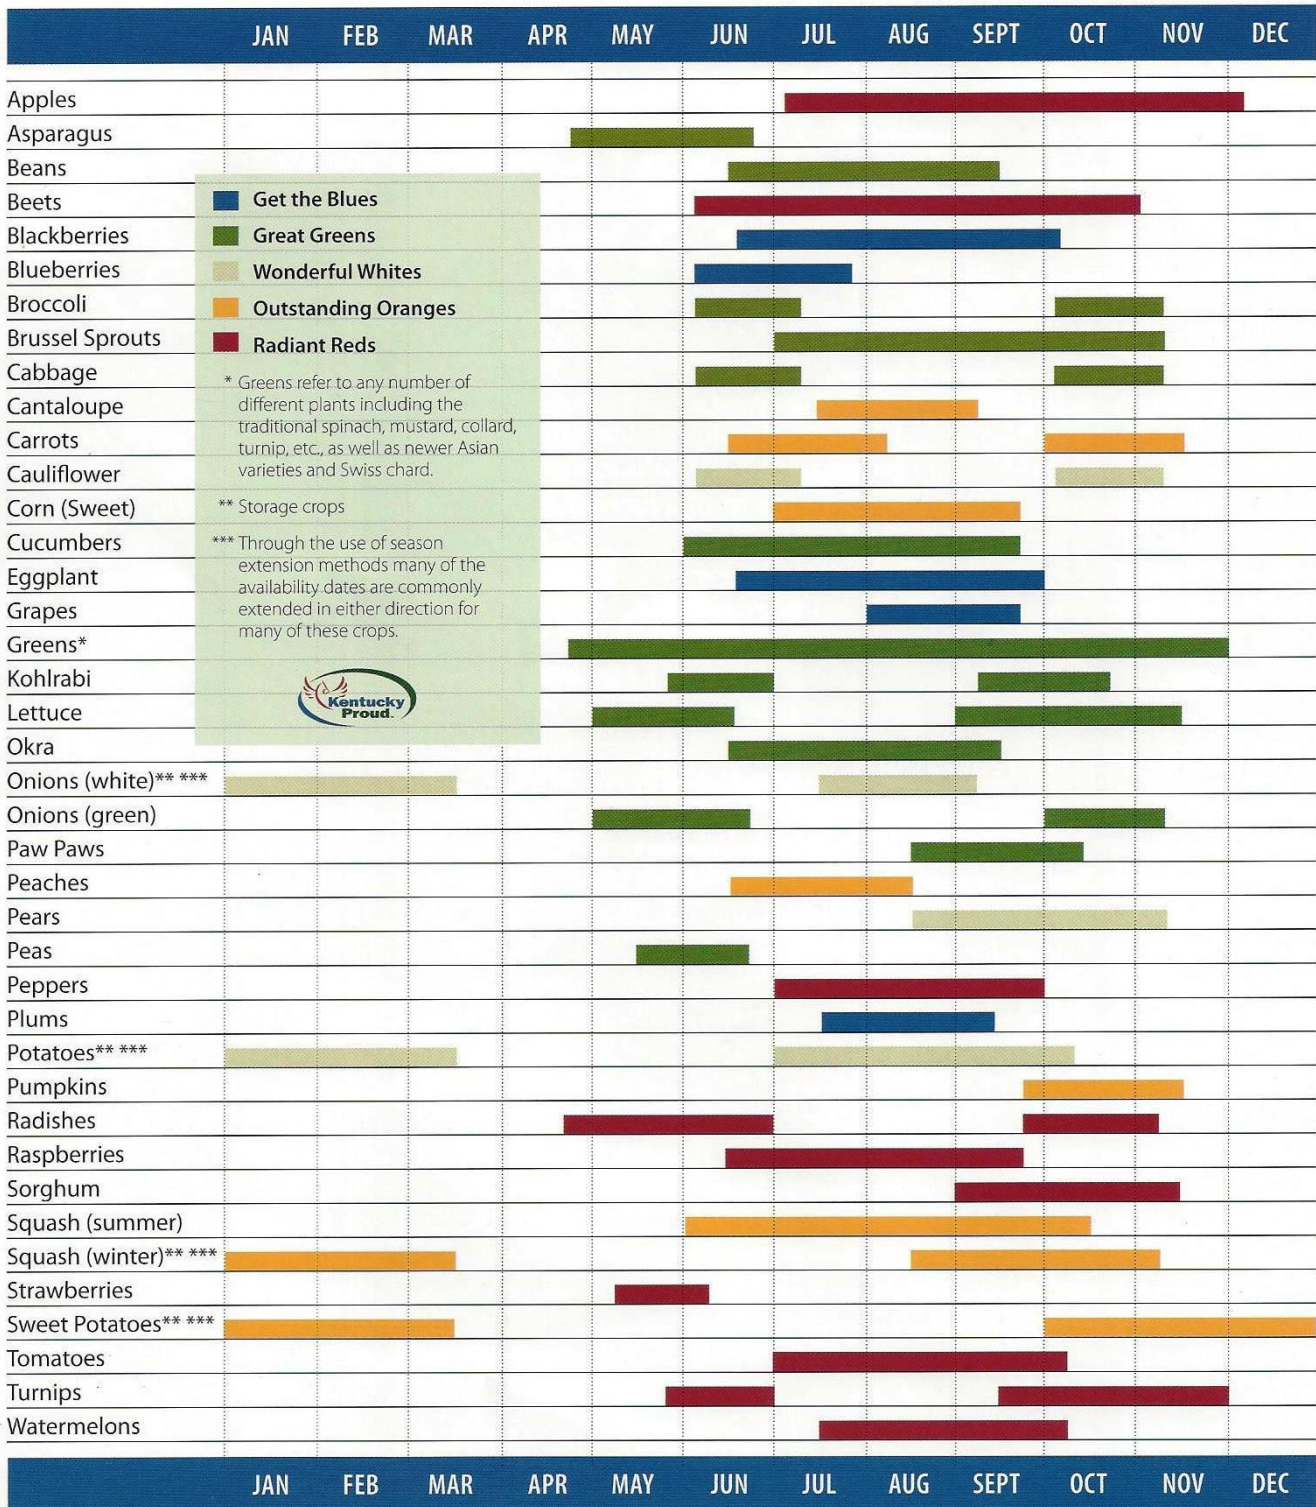 JAN FEB MAR APR MAY JUN JUL AUG SEPT OCT NOV DEC
Apples
Asparagus
Beans
Beets
Blackberries
Blueberries
Broccoli
Brussel Sprouts
Cabbage
Cantaloupe
Carrots
Cauliflower
Corn (Sweet)
Cucumbers
Eggplant
Grapes
Greens*
Kohlrabi
Lettuce
Okra
Onions (white)** ***
Onions (green)
Paw Paws
Peaches
Pears
Peas
Peppers
Plums
Potatoes** ***
Pumpkins
Radishes
Raspberries
Sorghum
Squash (summer)
Squash (winter)** ***
Strawberries
Sweet Potatoes** ***
Tomatoes
Turnips
Watermelons
Get the Blues
Great Greens
Wonderful Whites
Outstanding Oranges
Radiant Reds
* Greens refer to any number of
different plants including the
traditional spinach, mustard, collard,
turnip, etc., as well as newer Asian
varieties and Swiss chard.
** Storage crops
*** Through the use of season
extension methods many of the
availability dates are commonly
extended in either direction for
many of these crops.
Kentucky
Proud.
JAN FEB MAR APR MAY JUN JUL AUG SEPT OCT NOV DEC